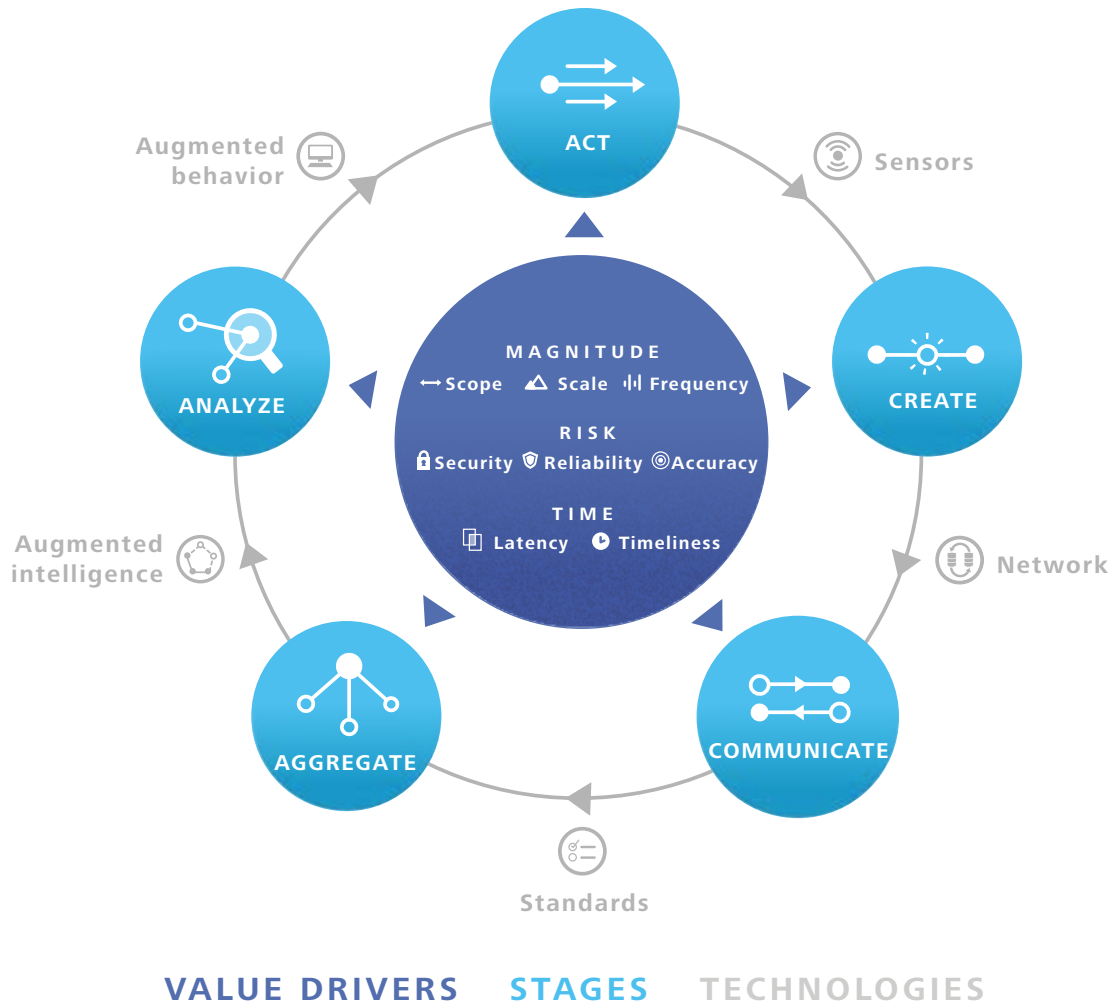 ACT
Augmented
behavior
Sensors
MAGNITUDE
Scope Scale Frequency
ANALYZE
CREATE
RISK
Security Reliability Accuracy
TIME
Latency Timeliness
Augmented
intelligence
Network
AGGREGATE
COMMUNICATE
Standards
VALUE DRIVERS STAGES TECHNOLOGIES